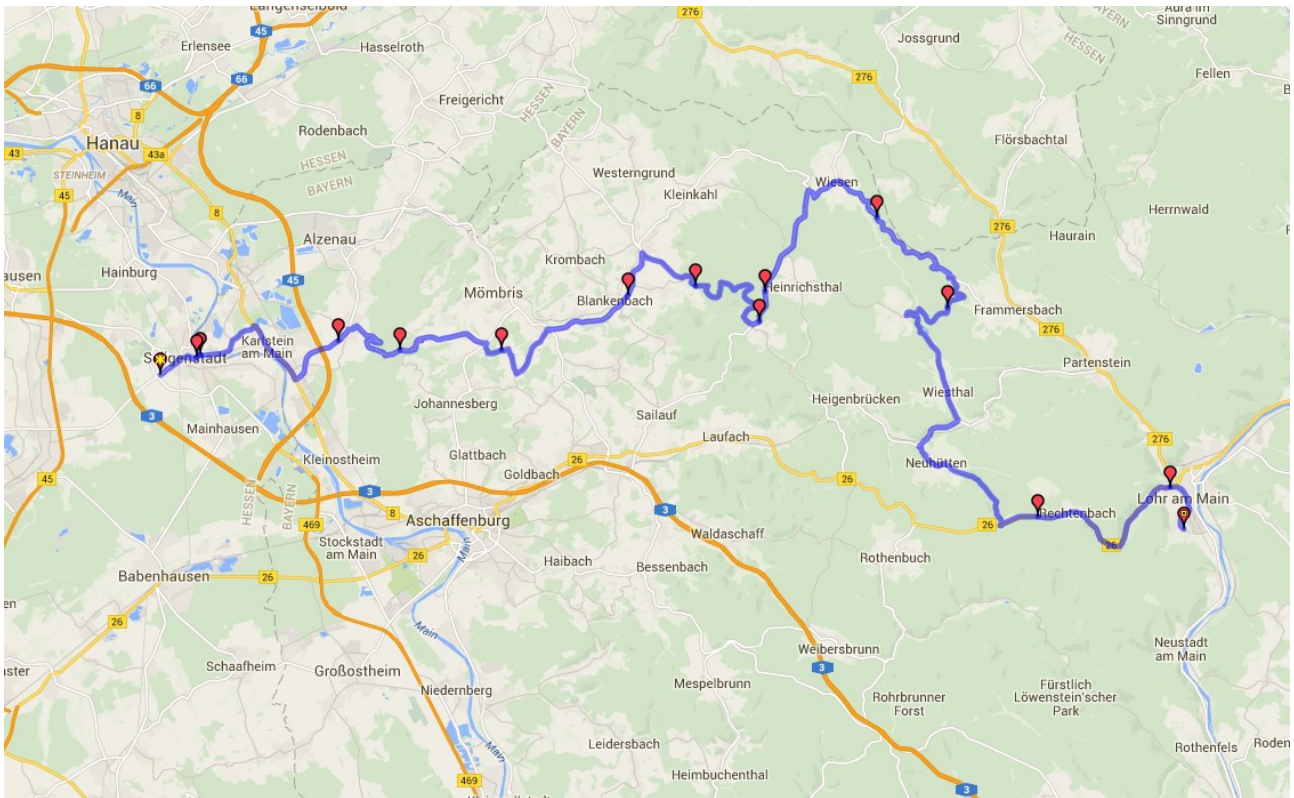 Langenselbold
276
Aura im
Sinngrund
BAYERN
HESSEN
45
Erlensee
Hasselroth
Jossgrund
Fellen
66
66
276
8
Freigericht
HESSEN
BAYERN
Rodenbach
Flörsbachtal
Hanau
43
43a
HESSEN
BAYERN
STEINHEIM
Westerngrund
Wiesen
Kleinkahl
45
Main
8
Herrnwald
276
Haurain
Alzenau
Hainburg
Krombach
45
Heinrichsthal
Mömbris
Blankenbach
Frammersbach
276
Karlstein
am Main
Seligenstadt
Partenstein
Wiesthal
Johannesberg
Heigenbrücken
3
Sailauf
Mainhausen
Laufach
276
Glattbach
Kleinostheim
26
Neuhütten
Goldbach
45
26
3
Lohr am Main
HESSEN
BAYERN
3
Rechtenbach
8
469
Aschaffenburg
26
Waldaschaff
Stockstadt
am Main
Main
26
26
Rothenbuch
Haibach
Bessenbach
Babenhausen
26
26
Main
Neustadt
am Main
Weibersbrunn
Schaafheim
Großostheim
3
Mespelbrunn
Fürstlich
Löwenstein'scher
Park
Niedernberg
Rohrbrunner
Forst
Main
Leidersbach
Rothenfels
469
Heimbuchenthal
3